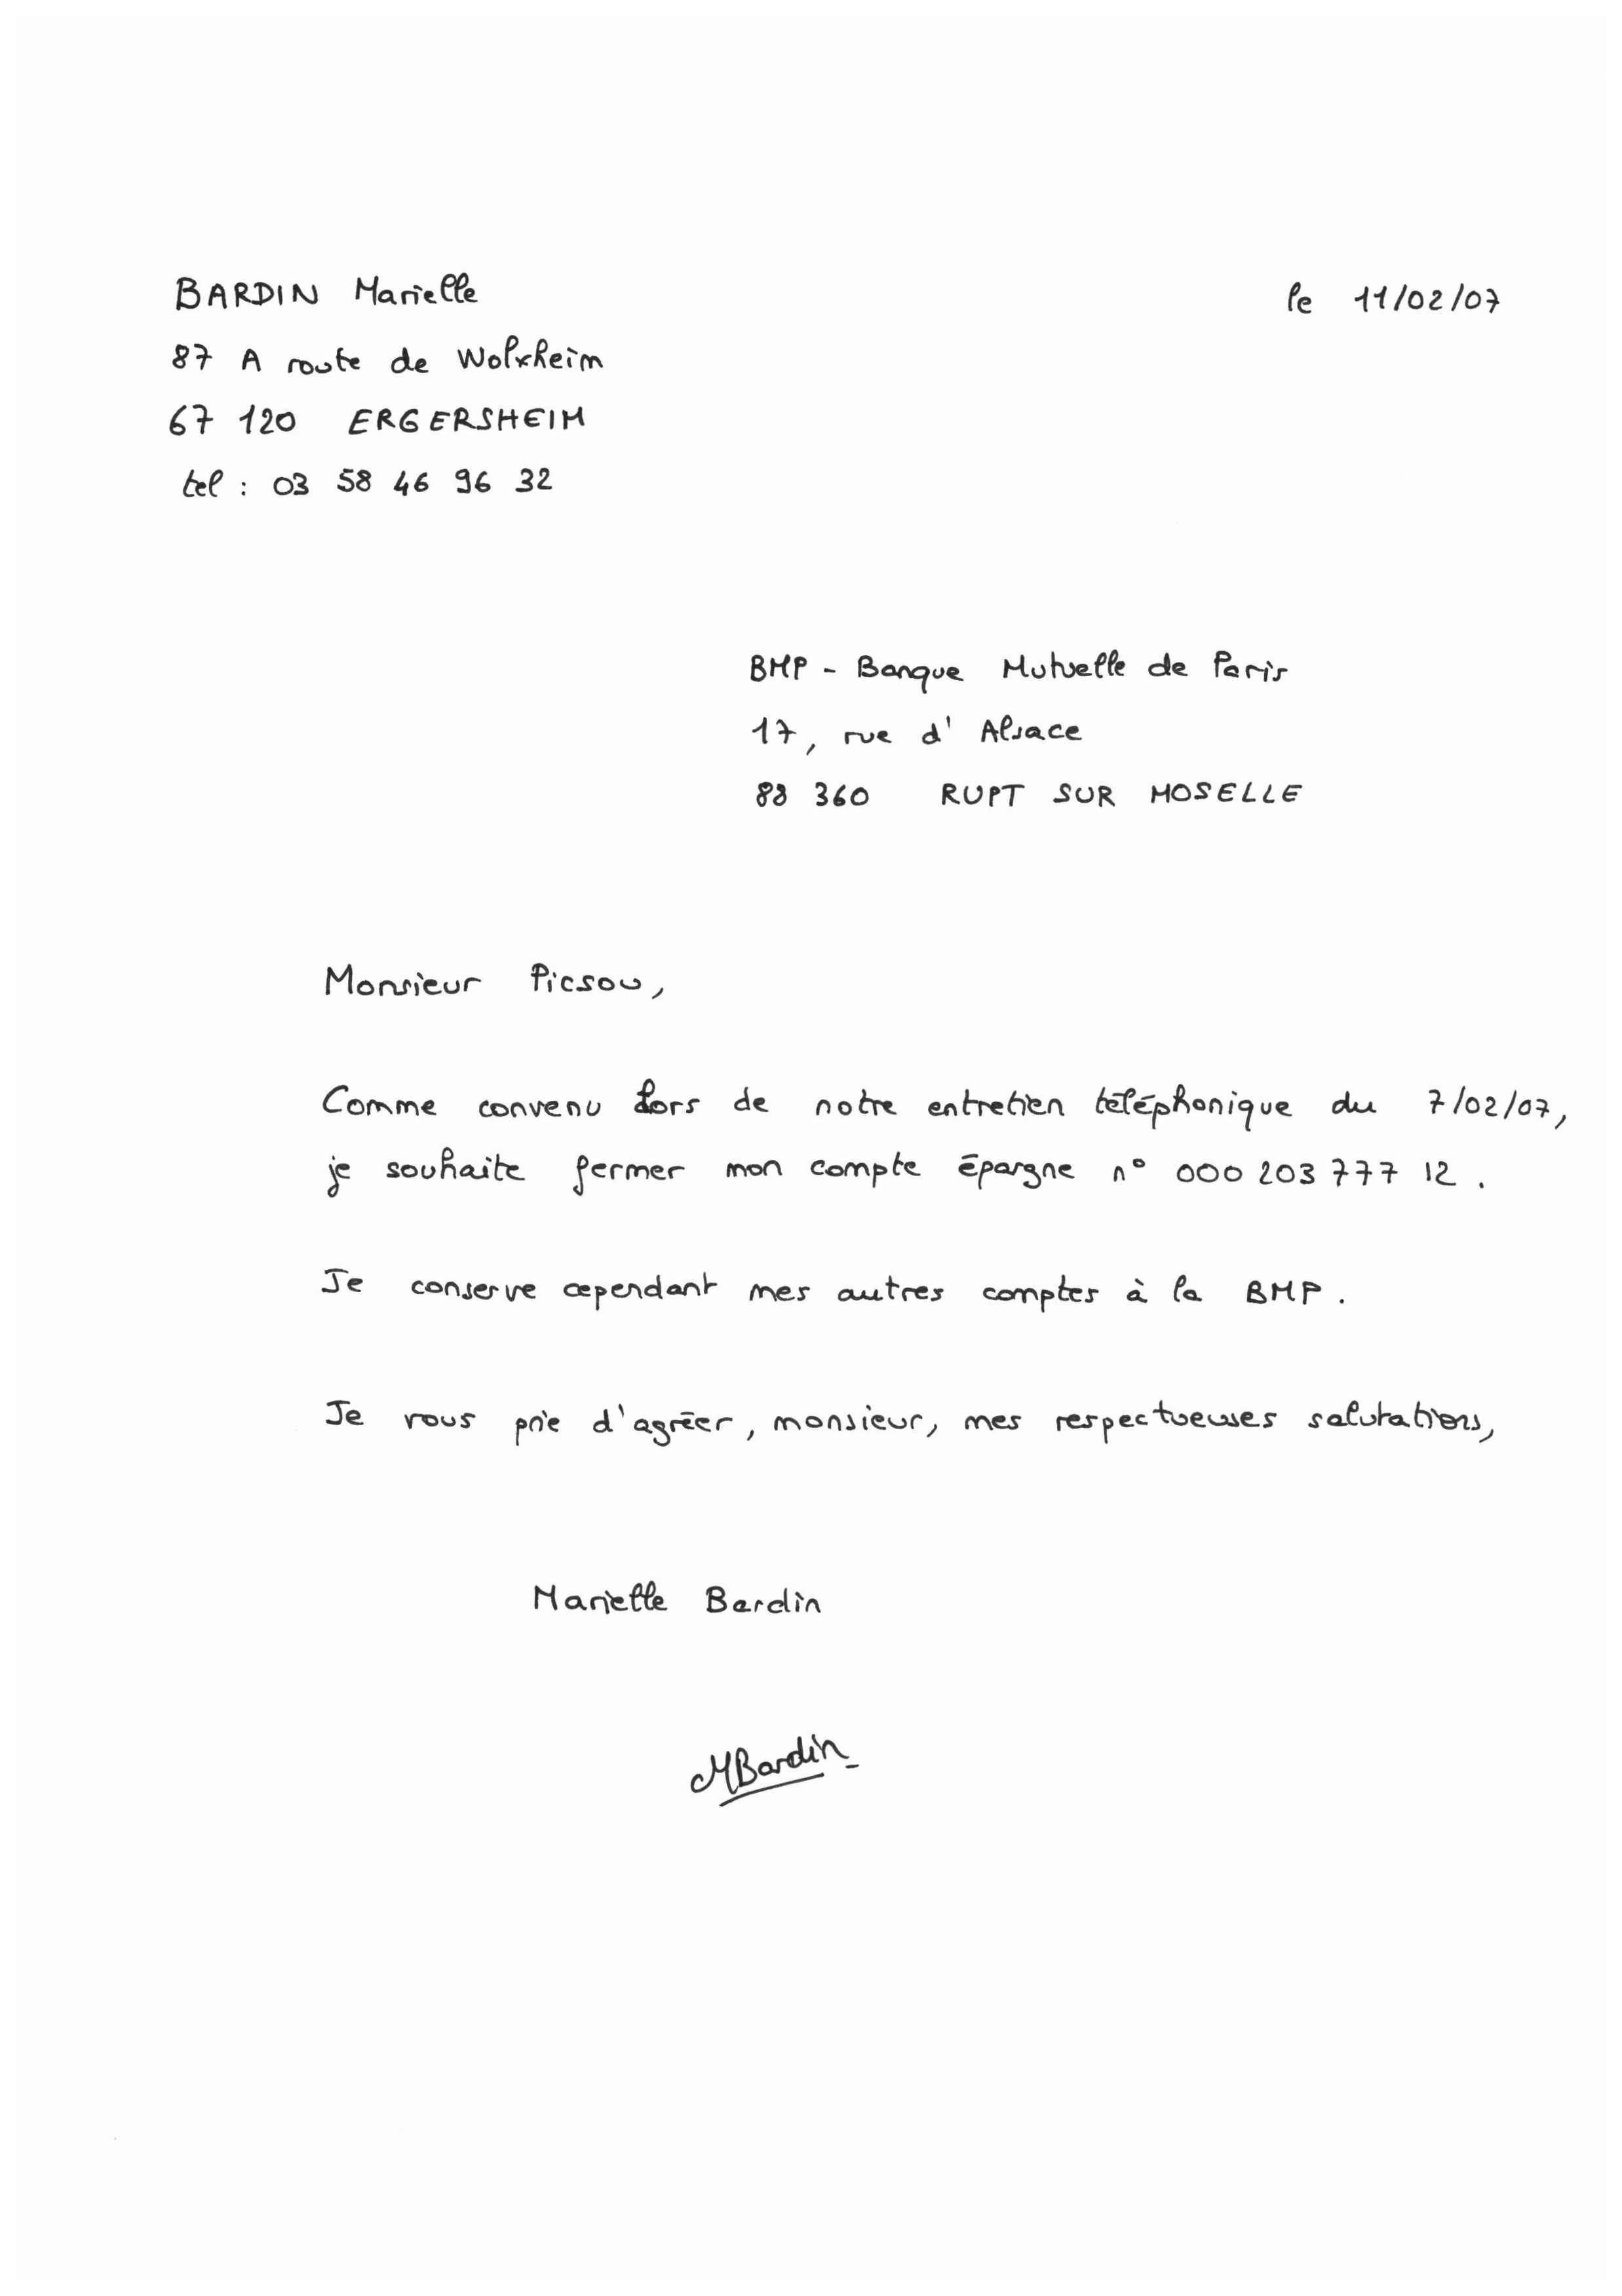 BARDIN Marielle
le 11/02/07
87 A route de Wolxheim
67 120 ERGERSHEIM
tel : 03 58 46 96 32
BMP - Banque Mutuelle de Paris
17, rue d'Alsace
88 360 RUPT SUR MOSELLE
Monsieur Picsou,
Comme convenu lors de notre entretien téléphonique du 7/02/07,
je souhaite fermer mon compte épargne n° 000 203 777 12.
Je conserve cependant mes autres comptes à la BMP.
Je vous prie d'agréer, monsieur, mes respectueuses salutations,
Marielle Bardin
MBardin